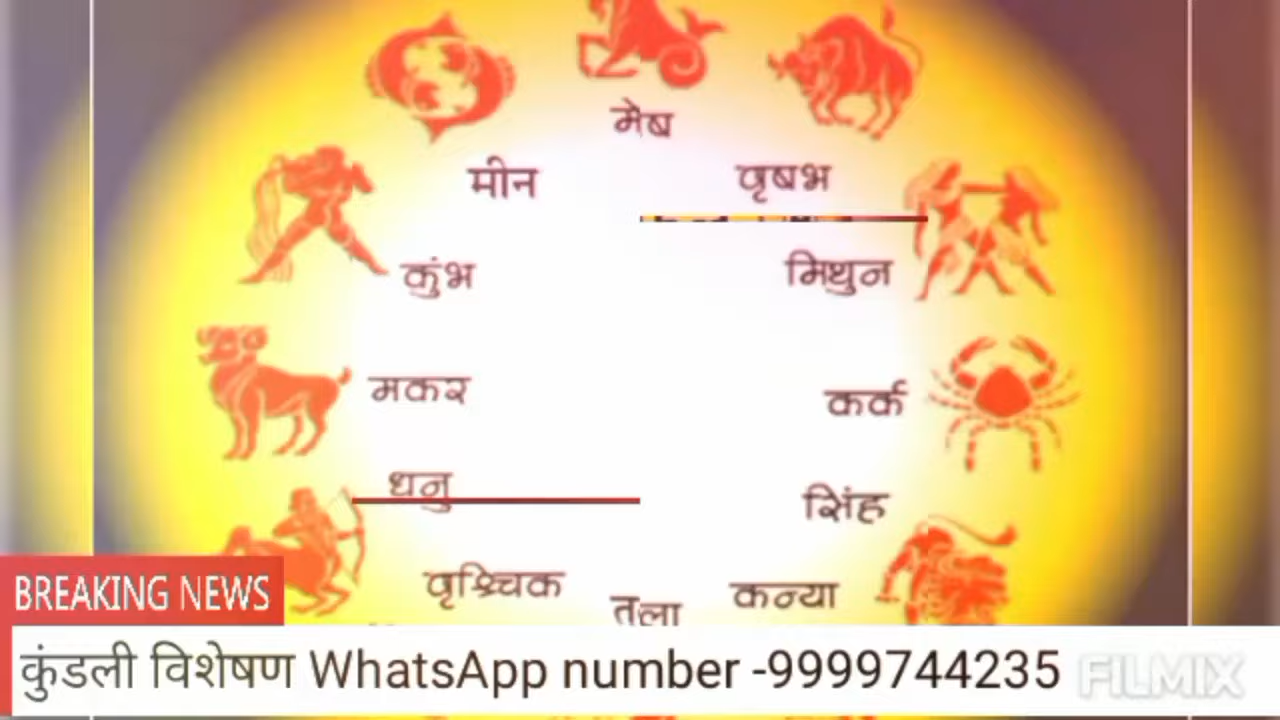 मेष
मीन
वृषभ
कुंभ
मिथुन
मकर
कर्क
धनु
सिंह
वृश्चिक
तुला
कन्या
BREAKING NEWS
कुंडली विशेषण WhatsApp number -9999744235
FILMIX